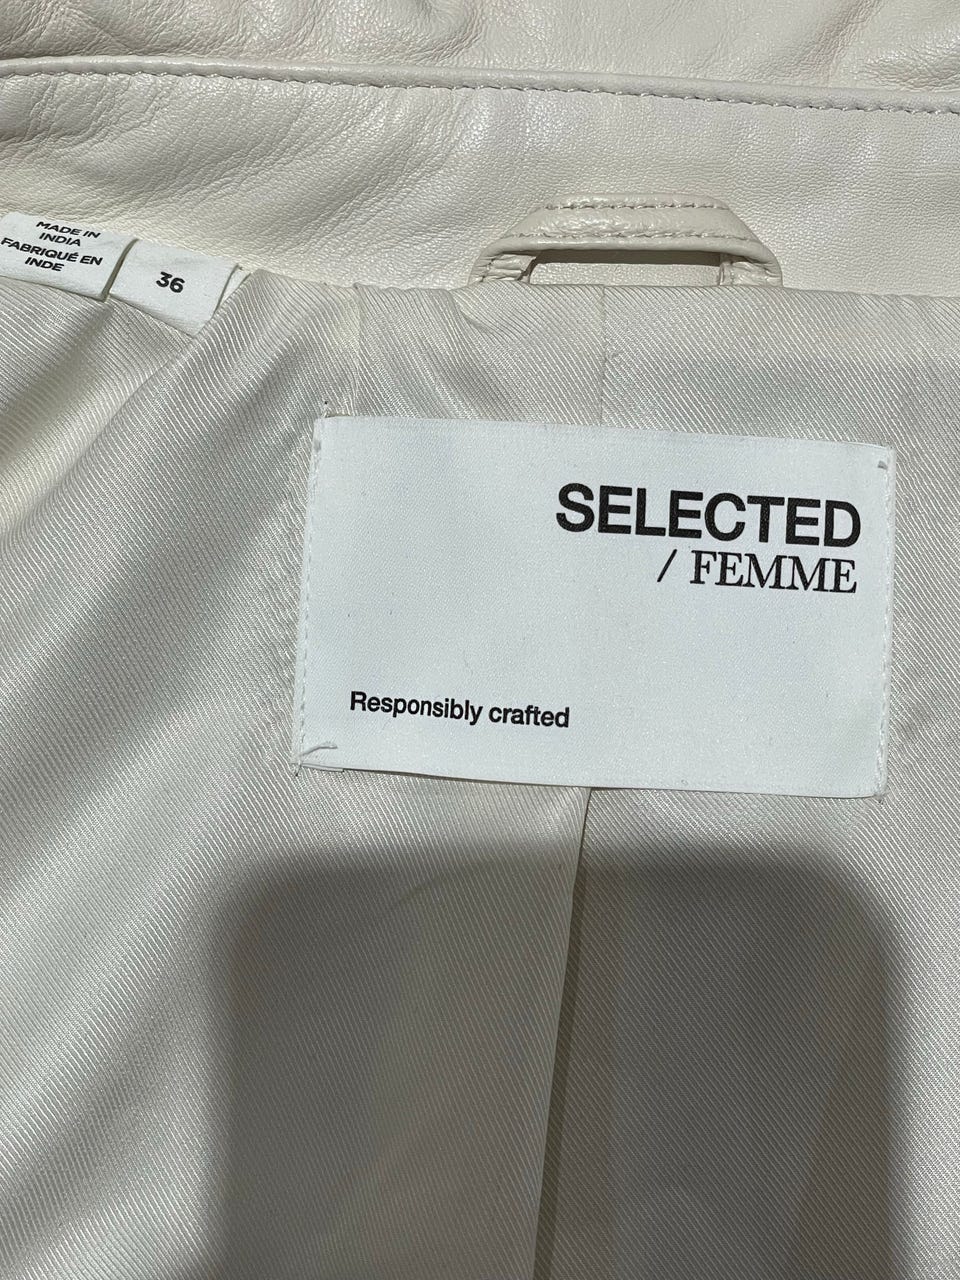 MADE IN
INDIA
FABRIQUÉ EN
INDE
36
SELECTED
/ FEMME
Responsibly crafted